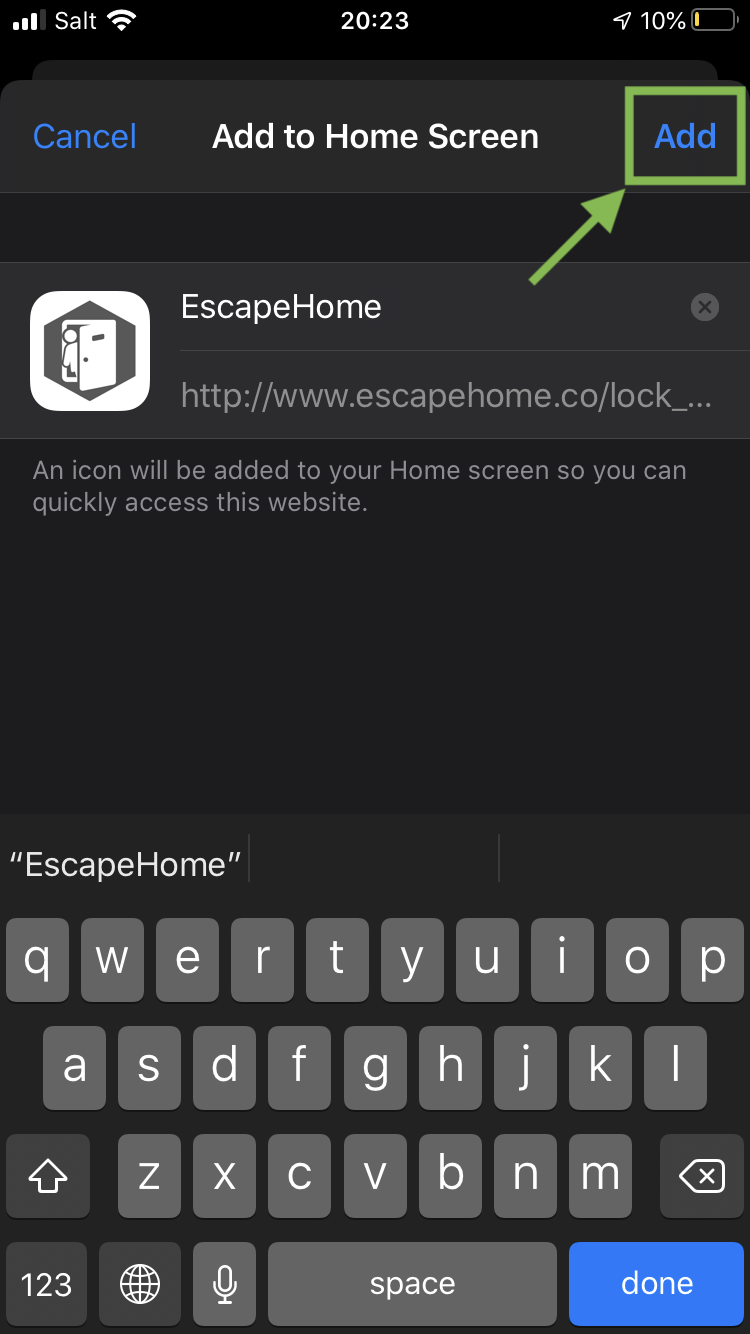 Salt 20:23 10%
Cancel Add to Home Screen Add
EscapeHome
http://www.escapehome.co/lock_...
An icon will be added to your Home screen so you can
quickly access this website.
“EscapeHome”
q w e r t y u i o p
a s d f g h j k l
z x c v b n m
123 space done